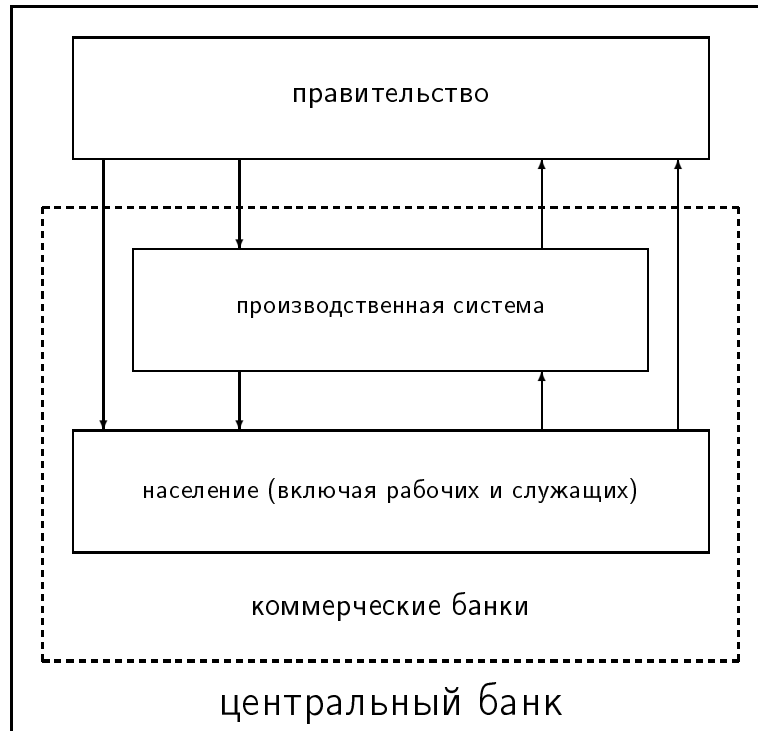 правительство
производственная система
население (включая рабочих и служащих)
коммерческие банки
центральный банк